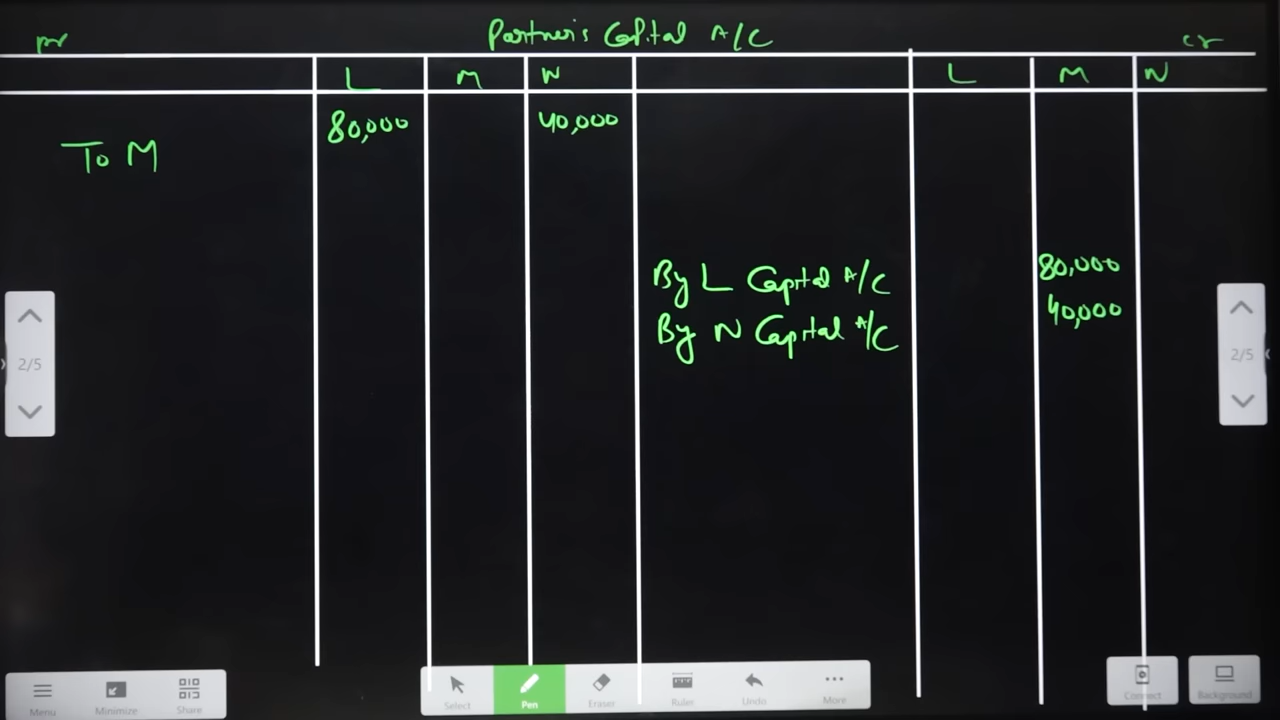 Partner's Capital A/C
Dr
Cr
L M N L M N
80,000 40,000
To M
By L Capital A/C 80,000
By N Capital A/C 40,000
2/5
2/5
Menu Minimize Share Select Pen Eraser Ruler Undo More Connect Background